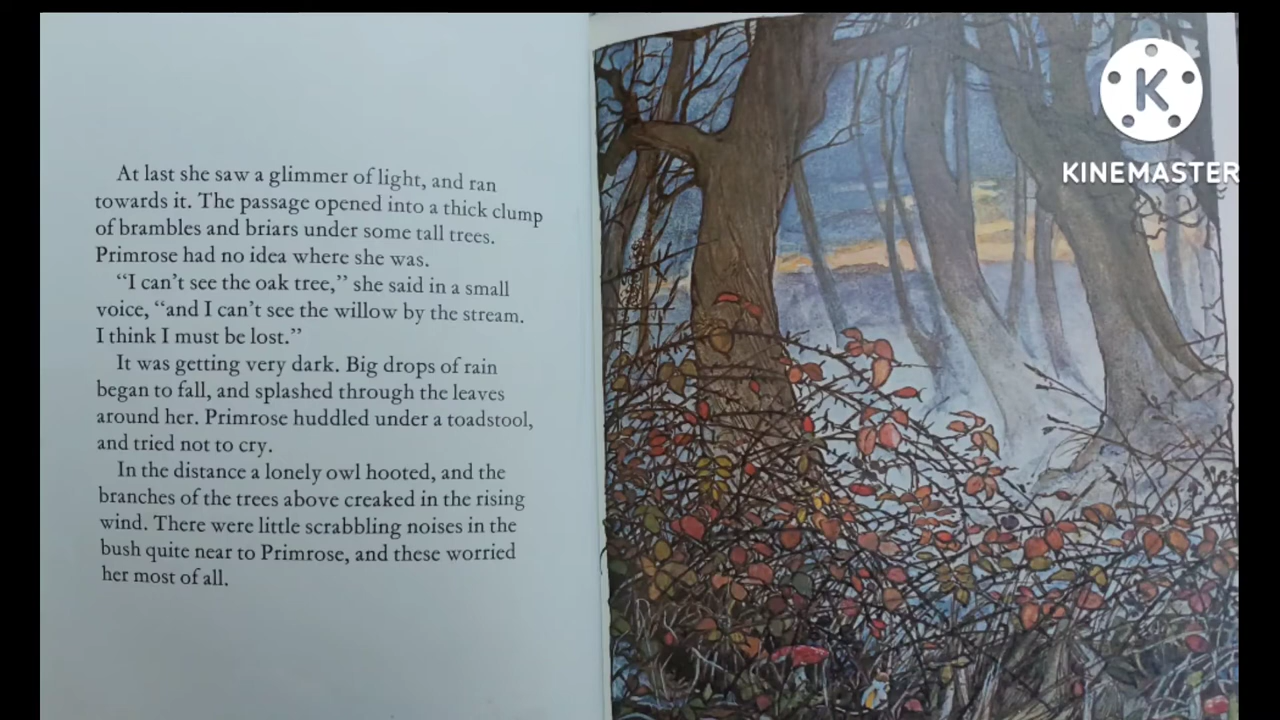 At last she saw a glimmer of light, and ran
towards it. The passage opened into a thick clump
of brambles and briars under some tall trees.
Primrose had no idea where she was.
“I can’t see the oak tree,” she said in a small
voice, “and I can’t see the willow by the stream.
I think I must be lost.”
It was getting very dark. Big drops of rain
began to fall, and splashed through the leaves
around her. Primrose huddled under a toadstool,
and tried not to cry.
In the distance a lonely owl hooted, and the
branches of the trees above creaked in the rising
wind. There were little scrabbling noises in the
bush quite near to Primrose, and these worried
her most of all.
K
KINEMASTER